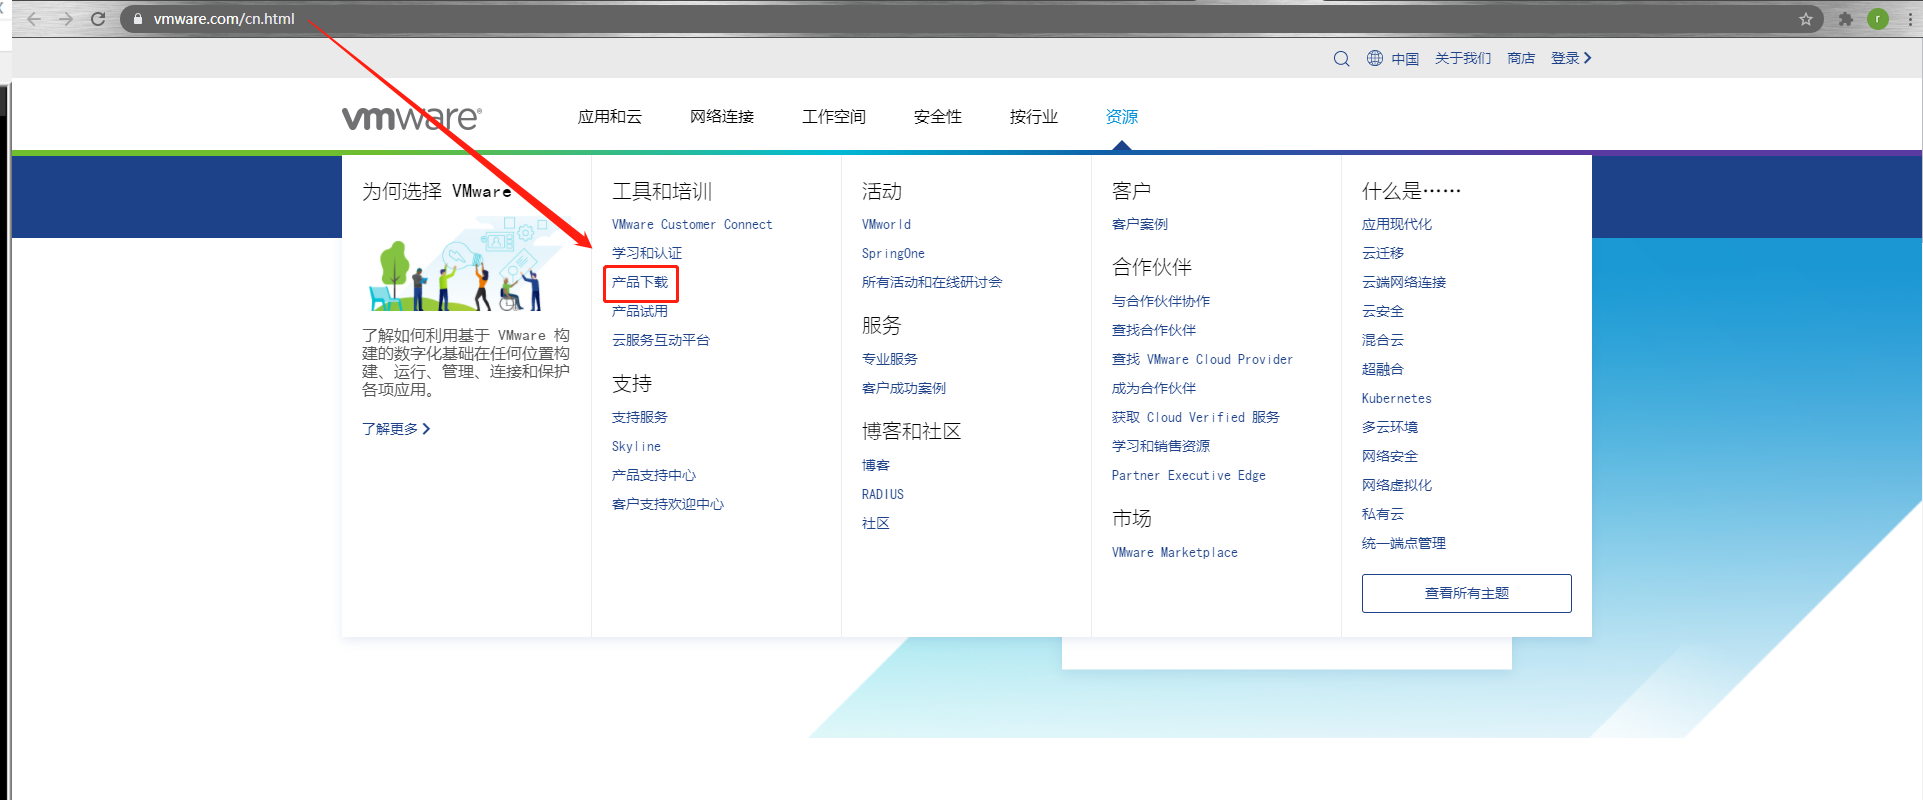 vmware.com/cn.html
r
中国
关于我们
商店
登录
vmware®
应用和云
网络连接
工作空间
安全性
按行业
资源
为何选择 VMware
了解如何利用基于 VMware 构
建的数字化基础在任何位置构
建、运行、管理、连接和保护
各项应用。
了解更多
工具和培训
VMware Customer Connect
学习和认证
产品下载
产品试用
云服务互动平台
支持
支持服务
Skyline
产品支持中心
客户支持欢迎中心
活动
VMworld
SpringOne
所有活动和在线研讨会
服务
专业服务
客户成功案例
博客和社区
博客
RADIUS
社区
客户
客户案例
合作伙伴
与合作伙伴协作
查找合作伙伴
查找 VMware Cloud Provider
成为合作伙伴
获取 Cloud Verified 服务
学习和销售资源
Partner Executive Edge
市场
VMware Marketplace
什么是……
应用现代化
云迁移
云端网络连接
云安全
混合云
超融合
Kubernetes
多云环境
网络安全
网络虚拟化
私有云
统一端点管理
查看所有主题